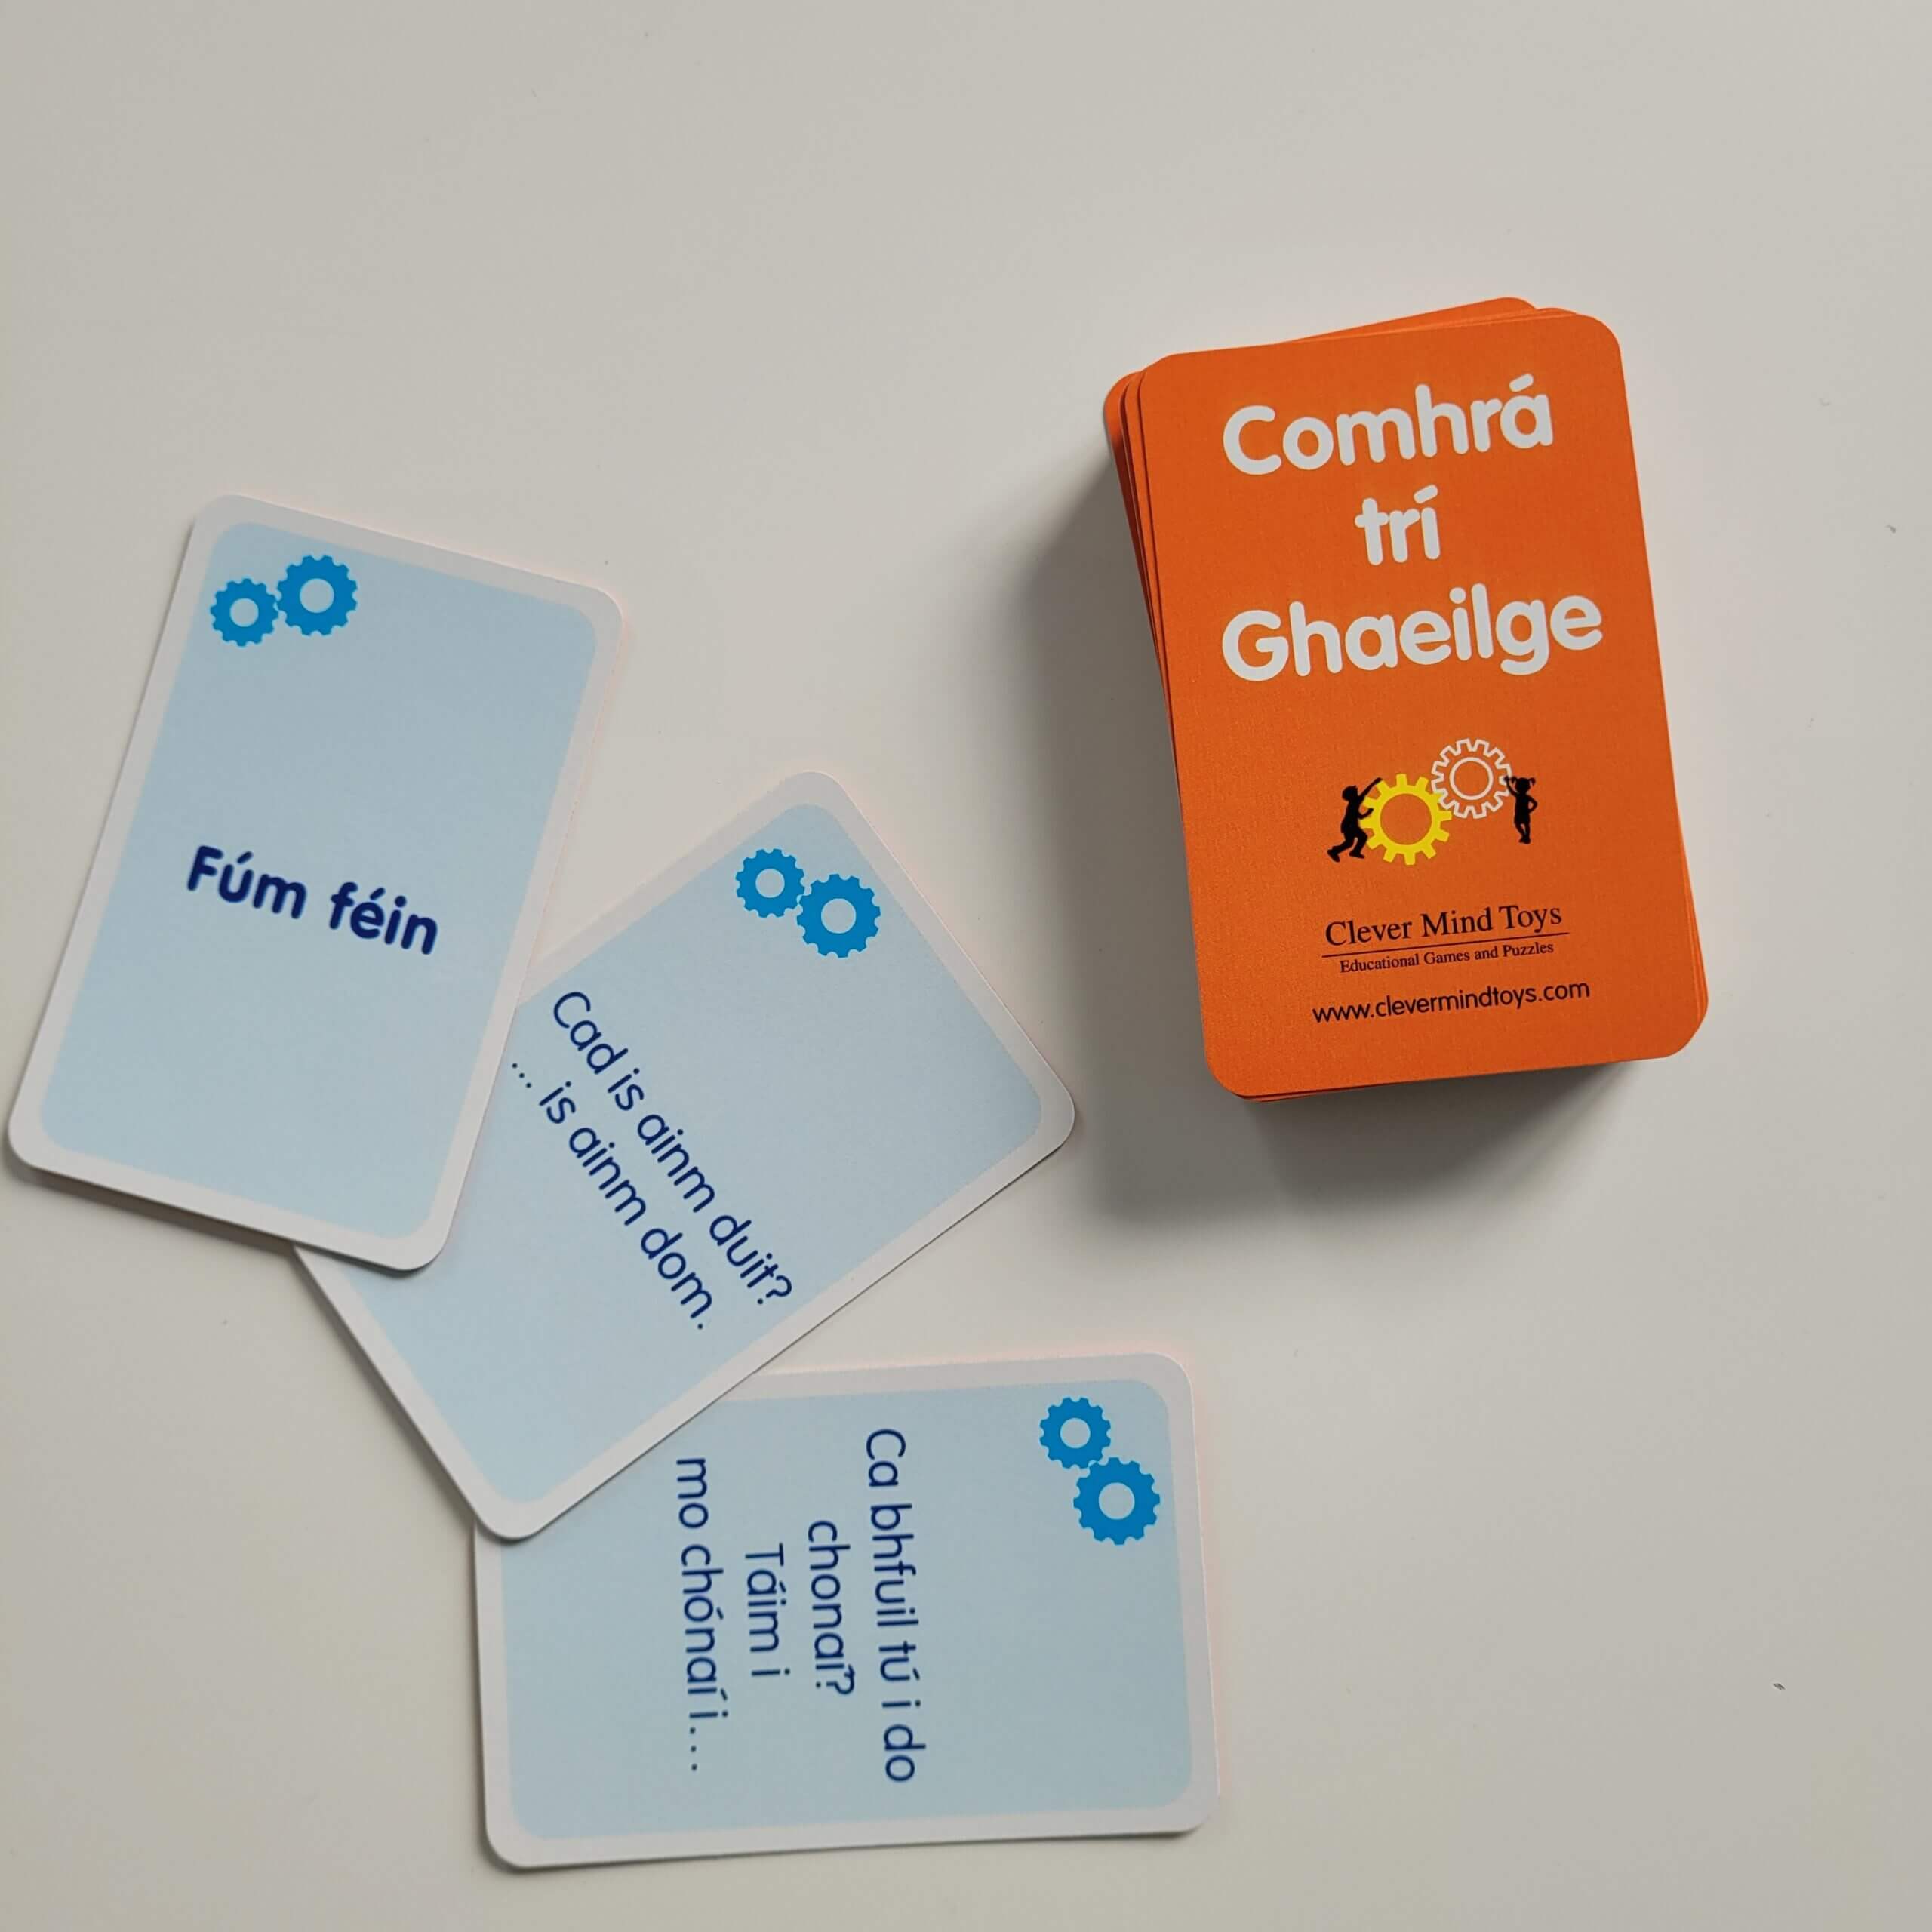 Comhrá
trí
Ghaeilge
Clever Mind Toys
Educational Games and Puzzles
www.clevermindtoys.com
Fúm féin
Cad is ainm duit?
... is ainm dom.
Ca bhfuil tú i do
chonaí?
Táim i
mo chónaí i...